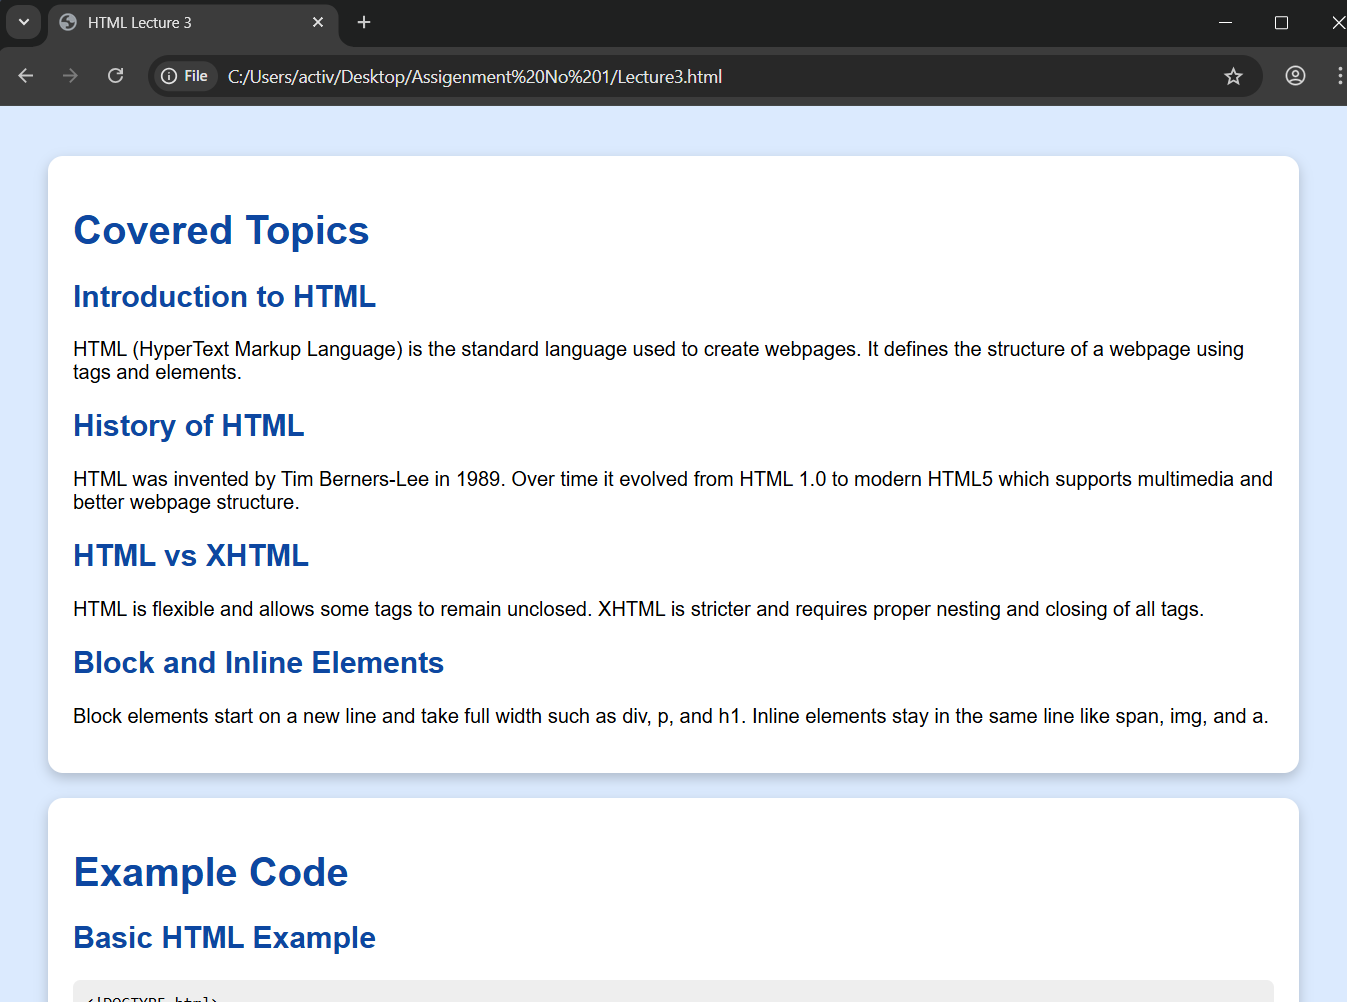 HTML Lecture 3
File
C:/Users/activ/Desktop/Assigenment%20No%201/Lecture3.html
Covered Topics
Introduction to HTML
HTML (HyperText Markup Language) is the standard language used to create webpages. It defines the structure of a webpage using
tags and elements.
History of HTML
HTML was invented by Tim Berners-Lee in 1989. Over time it evolved from HTML 1.0 to modern HTML5 which supports multimedia and
better webpage structure.
HTML vs XHTML
HTML is flexible and allows some tags to remain unclosed. XHTML is stricter and requires proper nesting and closing of all tags.
Block and Inline Elements
Block elements start on a new line and take full width such as div, p, and h1. Inline elements stay in the same line like span, img, and a.
Example Code
Basic HTML Example
<!DOCTYPE html>